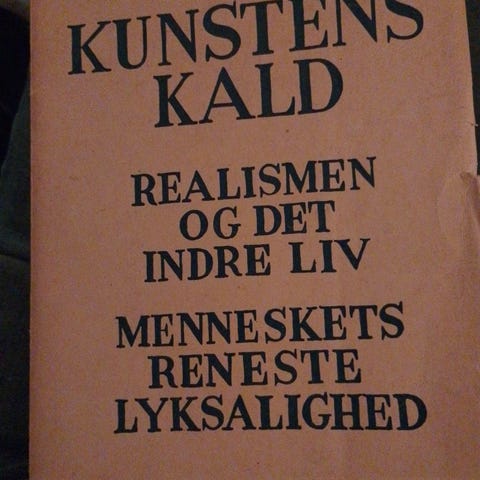 KUNSTENS
KALD
REALISMEN
OG DET
INDRE LIV
MENNESKETS
RENESTE
LYKSALIGHED